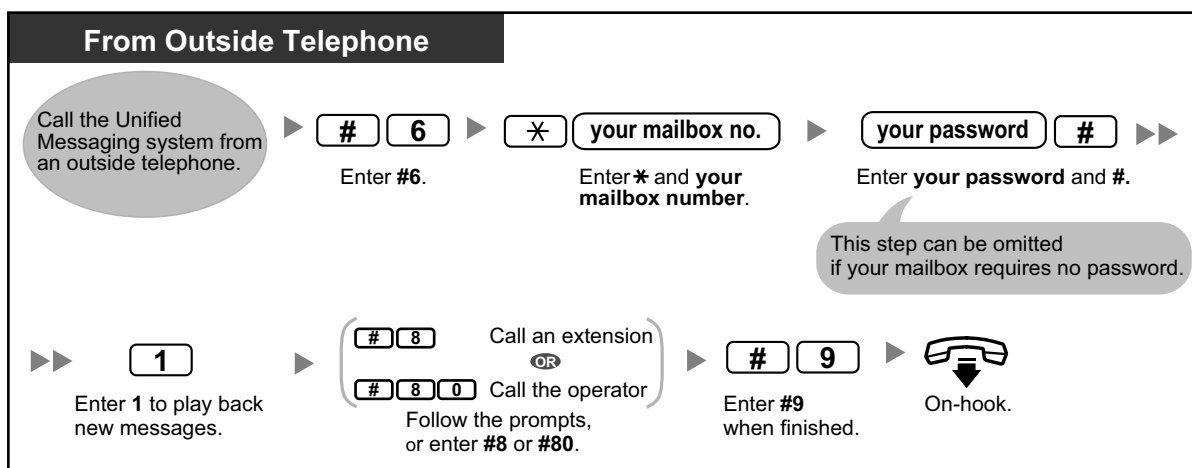 From Outside Telephone
Call the Unified
Messaging system from
an outside telephone.
# 6
Enter #6.
* your mailbox no.
Enter * and your
mailbox number.
your password #
Enter your password and #.
This step can be omitted
if your mailbox requires no password.
1
Enter 1 to play back
new messages.
# 8 Call an extension
OR
# 8 0 Call the operator
Follow the prompts,
or enter #8 or #80.
# 9
Enter #9
when finished.
On-hook.